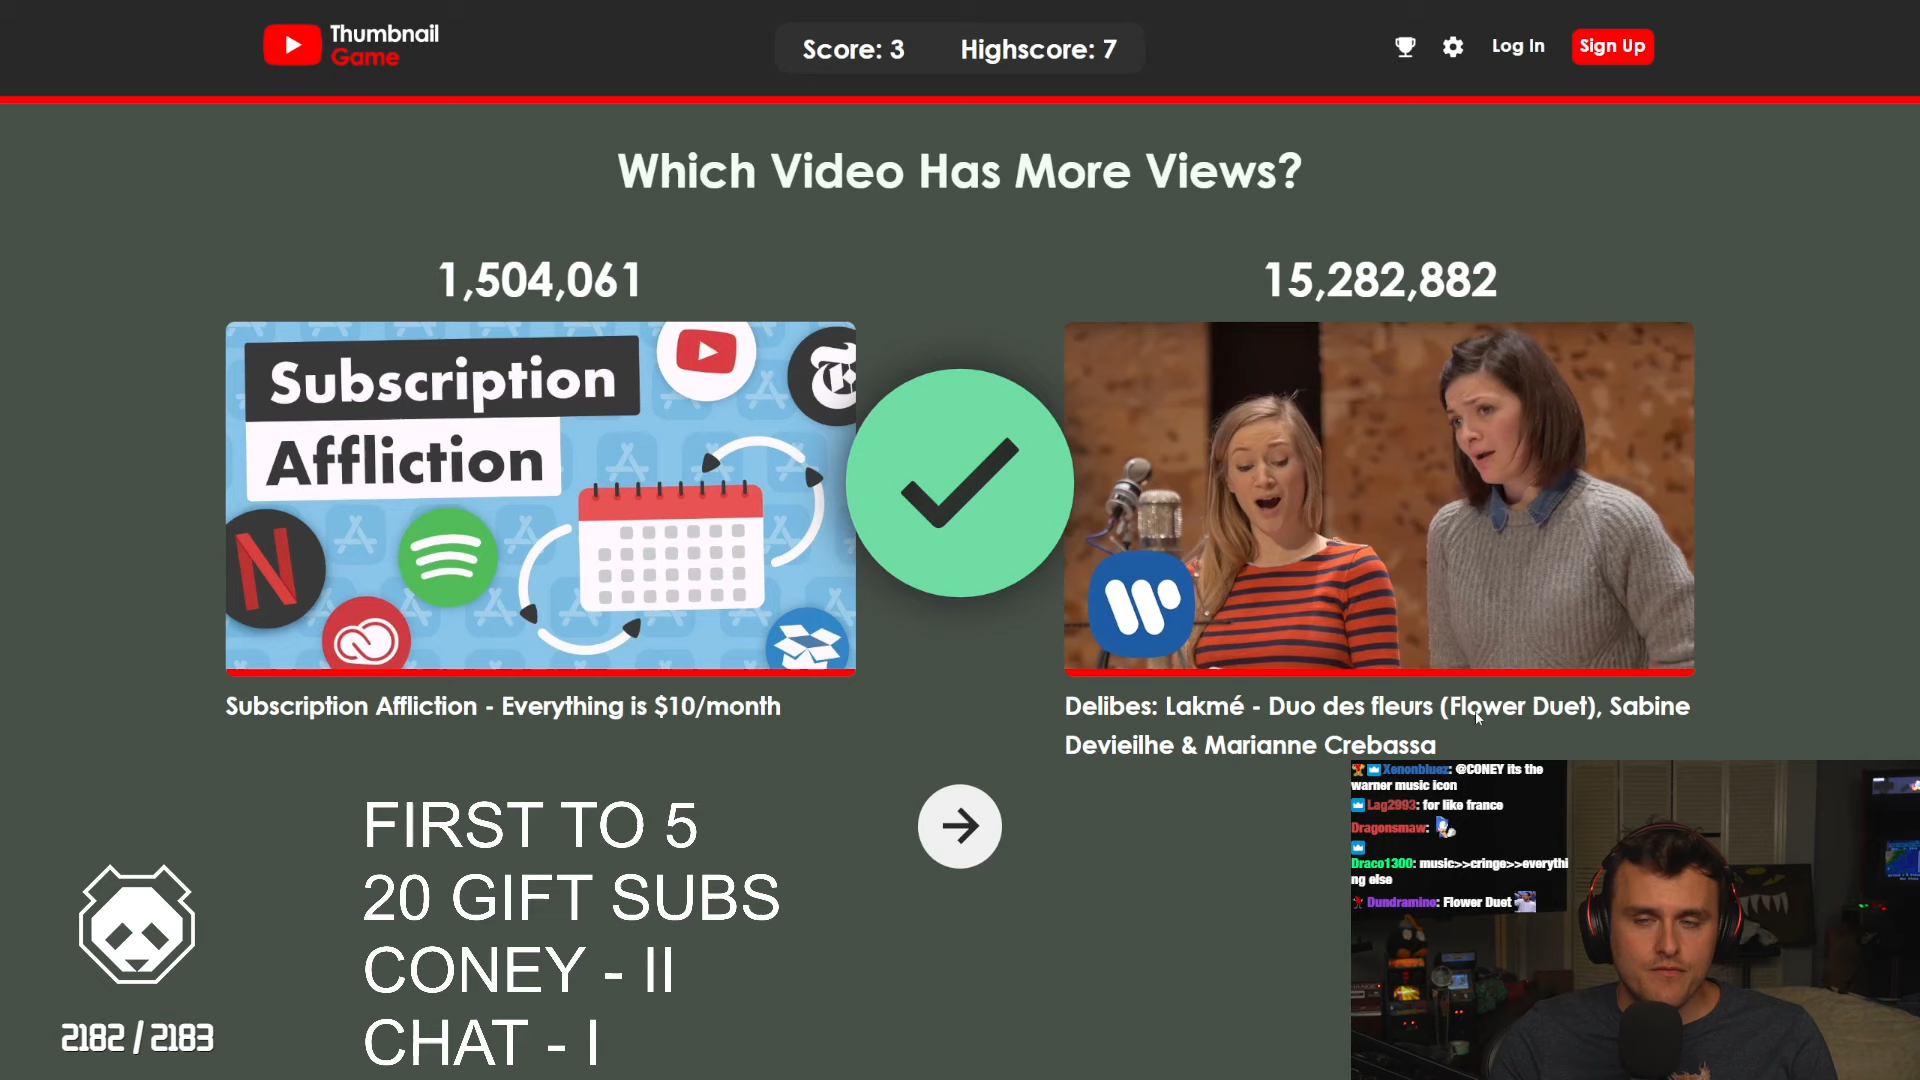 Thumbnail
Game
Score: 3
Highscore: 7
Log In
Sign Up
Which Video Has More Views?
1,504,061
15,282,882
Subscription
Affliction
N
Subscription Affliction - Everything is $10/month
Delibes: Lakmé - Duo des fleurs (Flower Duet), Sabine
Devieilhe & Marianne Crebassa
FIRST TO 5
20 GIFT SUBS
CONEY - II
CHAT - I
2182 / 2183
Xenonbluez: @CONEY its the
warner music icon
Lag2993: for like france
Dragonsmaw:
Draco1300: music>>cringe>>everythi
ng else
Dundramino: Flower Duet